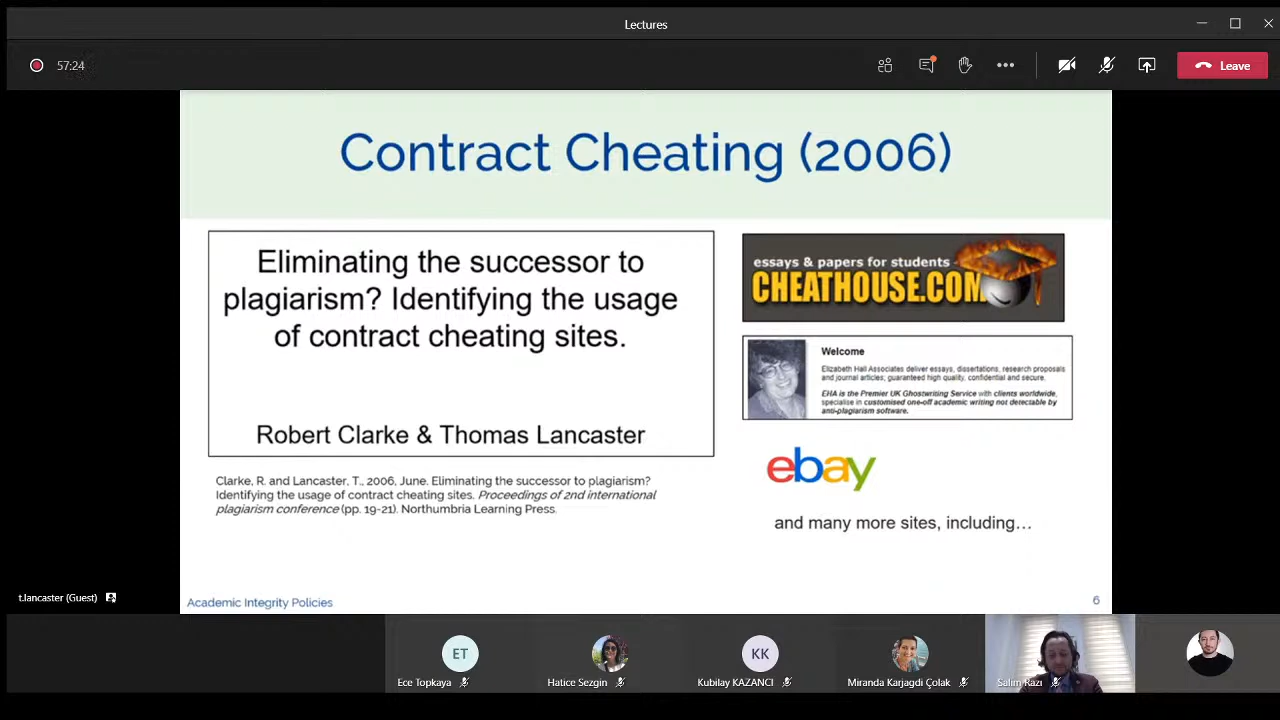 Lectures
57:24
Leave
Contract Cheating (2006)
Eliminating the successor to
plagiarism? Identifying the usage
of contract cheating sites.
Robert Clarke & Thomas Lancaster
Clarke, R. and Lancaster, T., 2006, June. Eliminating the successor to plagiarism?
Identifying the usage of contract cheating sites. Proceedings of 2nd international
plagiarism conference (pp. 19-21). Northumbria Learning Press.
essays & papers for students -
CHEATHOUSE.COM
Welcome
Elizabeth Hall Associates deliver essays, dissertations, research proposals
and journal articles; guaranteed high quality, confidential and secure.
EHA is the Premier UK Ghostwriting Service with clients worldwide,
specialise in customised one-off academic writing not detectable by
anti-plagiarism software.
ebay
and many more sites, including...
t.lancaster (Guest)
Academic Integrity Policies
6
ET
KK
Ece Topkaya
Hatice Sezgin
Kubilay KAZANCI
Miranda Karjagdi Çolak
Salim Razı